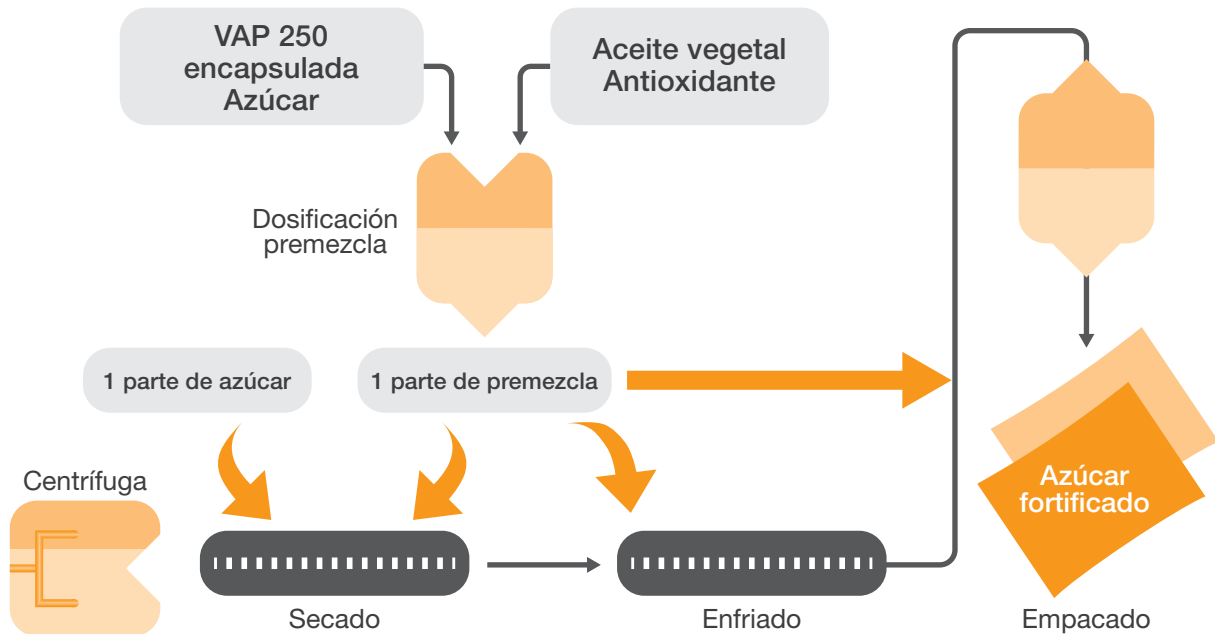 VAP 250
encapsulada
Azúcar
Aceite vegetal
Antioxidante
Dosificación
premezcla
1 parte de azúcar
1 parte de premezcla
Centrífuga
Azúcar
fortificado
Secado
Enfriado
Empacado